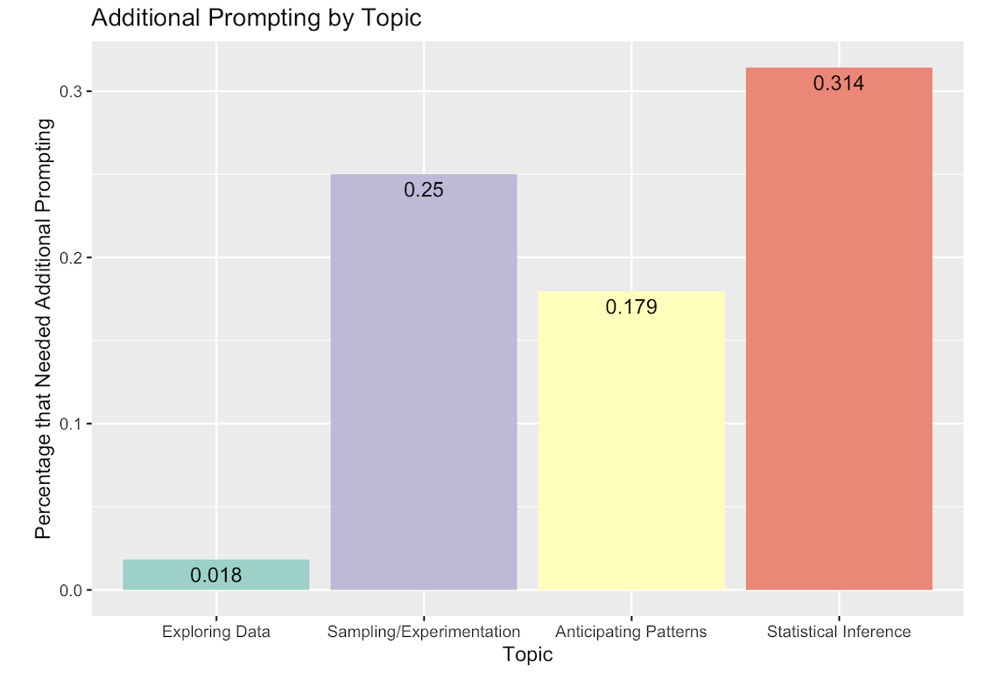 Additional Prompting by Topic
Percentage that Needed Additional Prompting
0.3
0.2
0.1
0.0
0.018
0.25
0.179
0.314
Exploring Data
Sampling/Experimentation
Anticipating Patterns
Statistical Inference
Topic